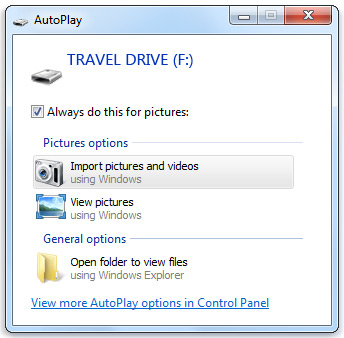 AutoPlay
TRAVEL DRIVE (F:)
Always do this for pictures:
Pictures options
Import pictures and videos
using Windows
View pictures
using Windows
General options
Open folder to view files
using Windows Explorer
View more AutoPlay options in Control Panel